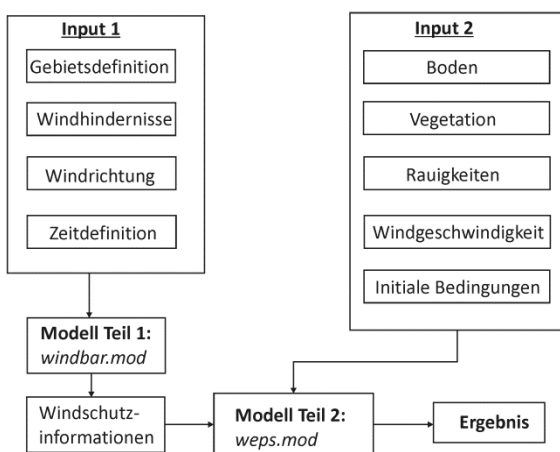 Input 1
Gebietsdefinition
Windhindernisse
Windrichtung
Zeitdefinition
Input 2
Boden
Vegetation
Rauigkeiten
Windgeschwindigkeit
Initiale Bedingungen
Modell Teil 1:
windbar.mod
Windschutz-
informationen
Modell Teil 2:
weps.mod
Ergebnis